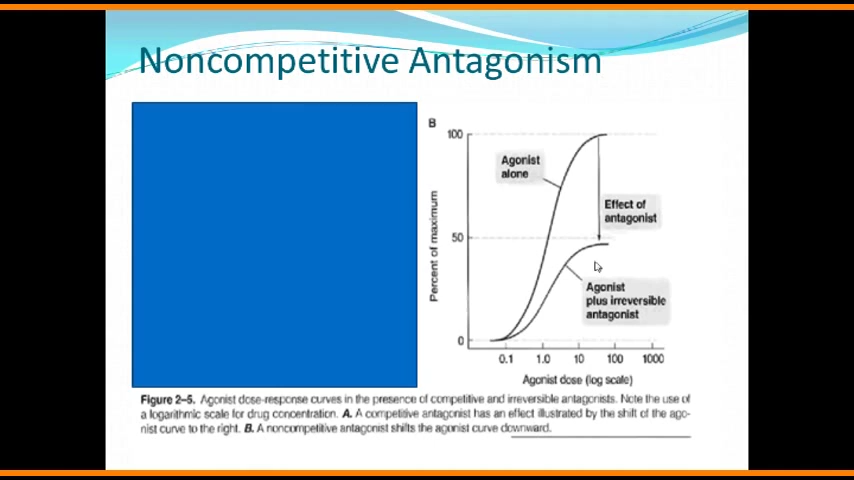 Noncompetitive Antagonism
B
100
Agonist
alone
Effect of
antagonist
Percent of maximum
50
Agonist
plus irreversible
antagonist
0
0.1 1.0 10 100 1000
Agonist dose (log scale)
Figure 2–5. Agonist dose-response curves in the presence of competitive and irreversible antagonists. Note the use of
a logarithmic scale for drug concentration. A. A competitive antagonist has an effect illustrated by the shift of the ago-
nist curve to the right. B. A noncompetitive antagonist shifts the agonist curve downward.